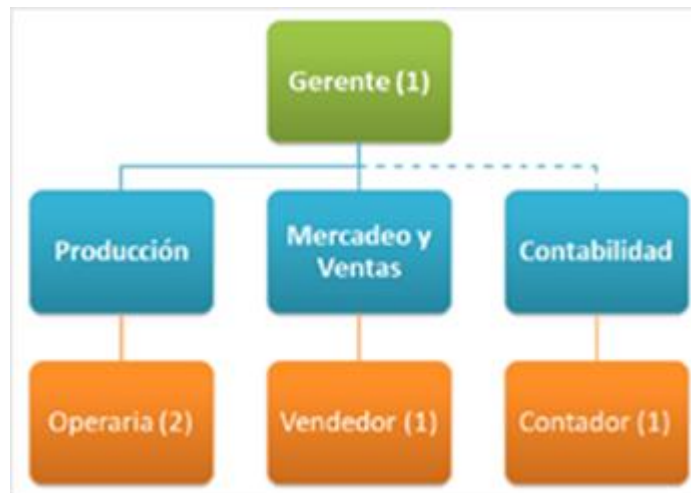 Gerente (1)
Producción
Mercadeo y
Ventas
Contabilidad
Operaria (2)
Vendedor (1)
Contador (1)